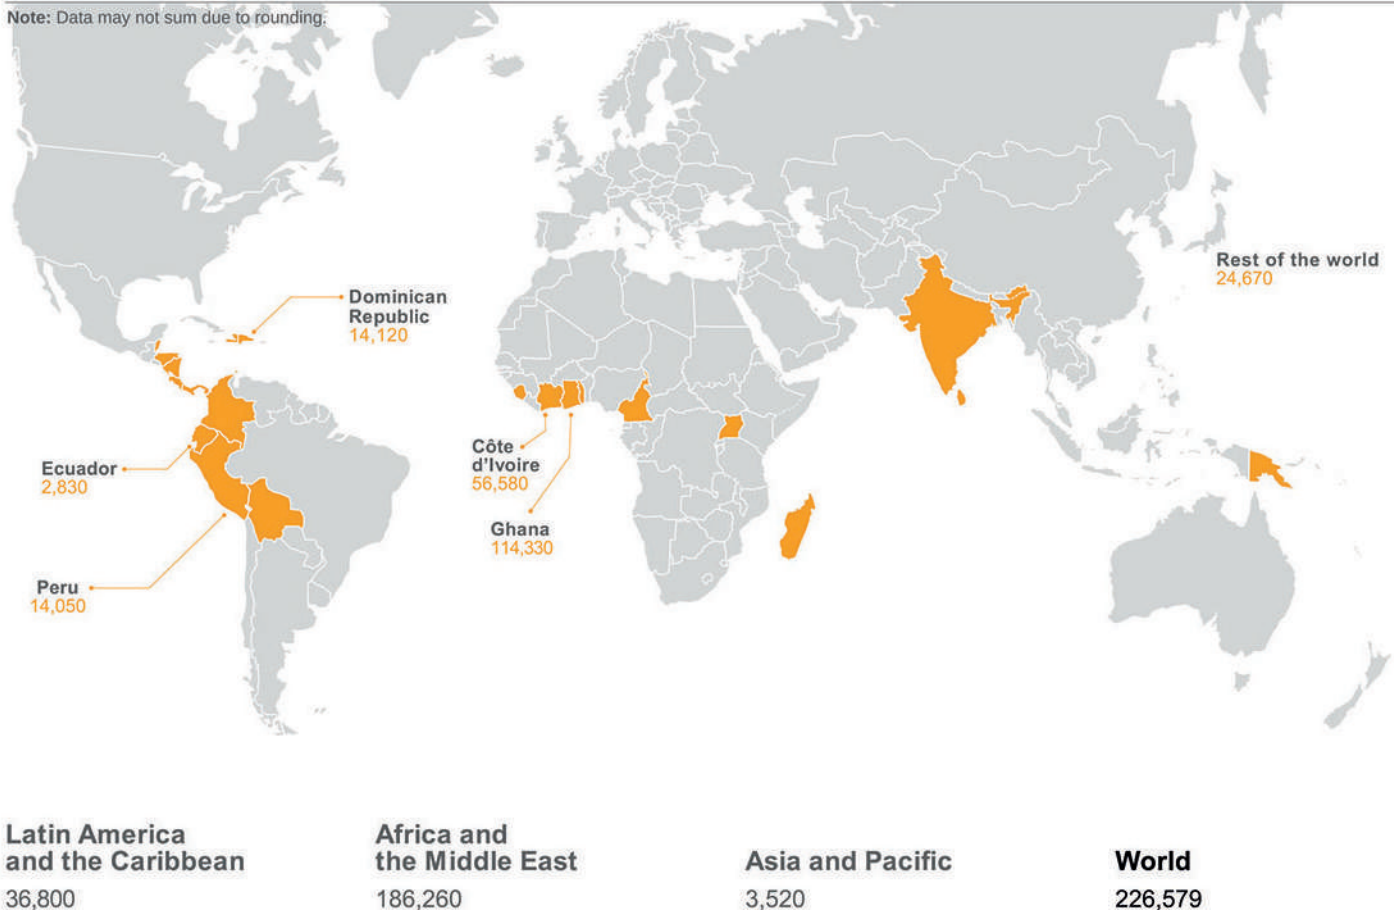 Note: Data may not sum due to rounding.
Rest of the world
24,670
Dominican
Republic
14,120
Côte
d’Ivoire
56,580
Ecuador
2,830
Ghana
114,330
Peru
14,050
Latin America
and the Caribbean
36,800
Africa and
the Middle East
186,260
Asia and Pacific
3,520
World
226,579